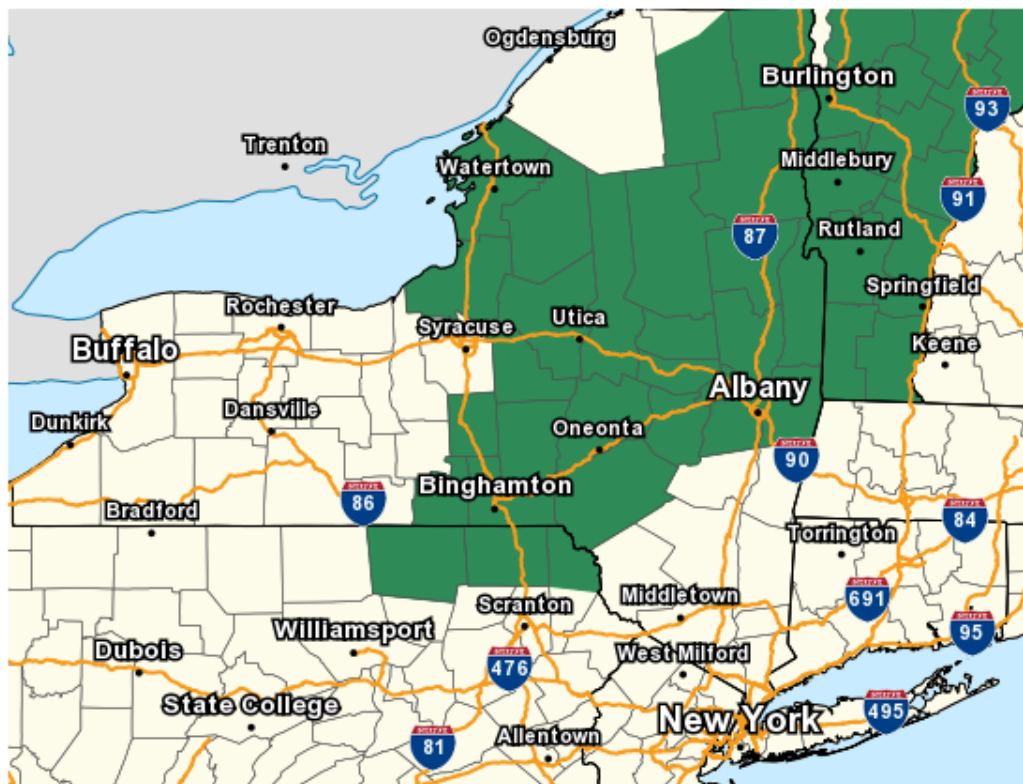 Ogdensburg
Burlington
93
Trenton
Watertown
Middlebury
91
87
Rutland
Springfield
Rochester
Syracuse
Utica
Buffalo
Keene
Albany
Dansville
Dunkirk
Oneonta
90
Binghamton
86
Bradford
84
Torrington
Scranton
Middletown
691
Williamsport
95
Dubois
West Milford
476
State College
New York
495
81
Allentown